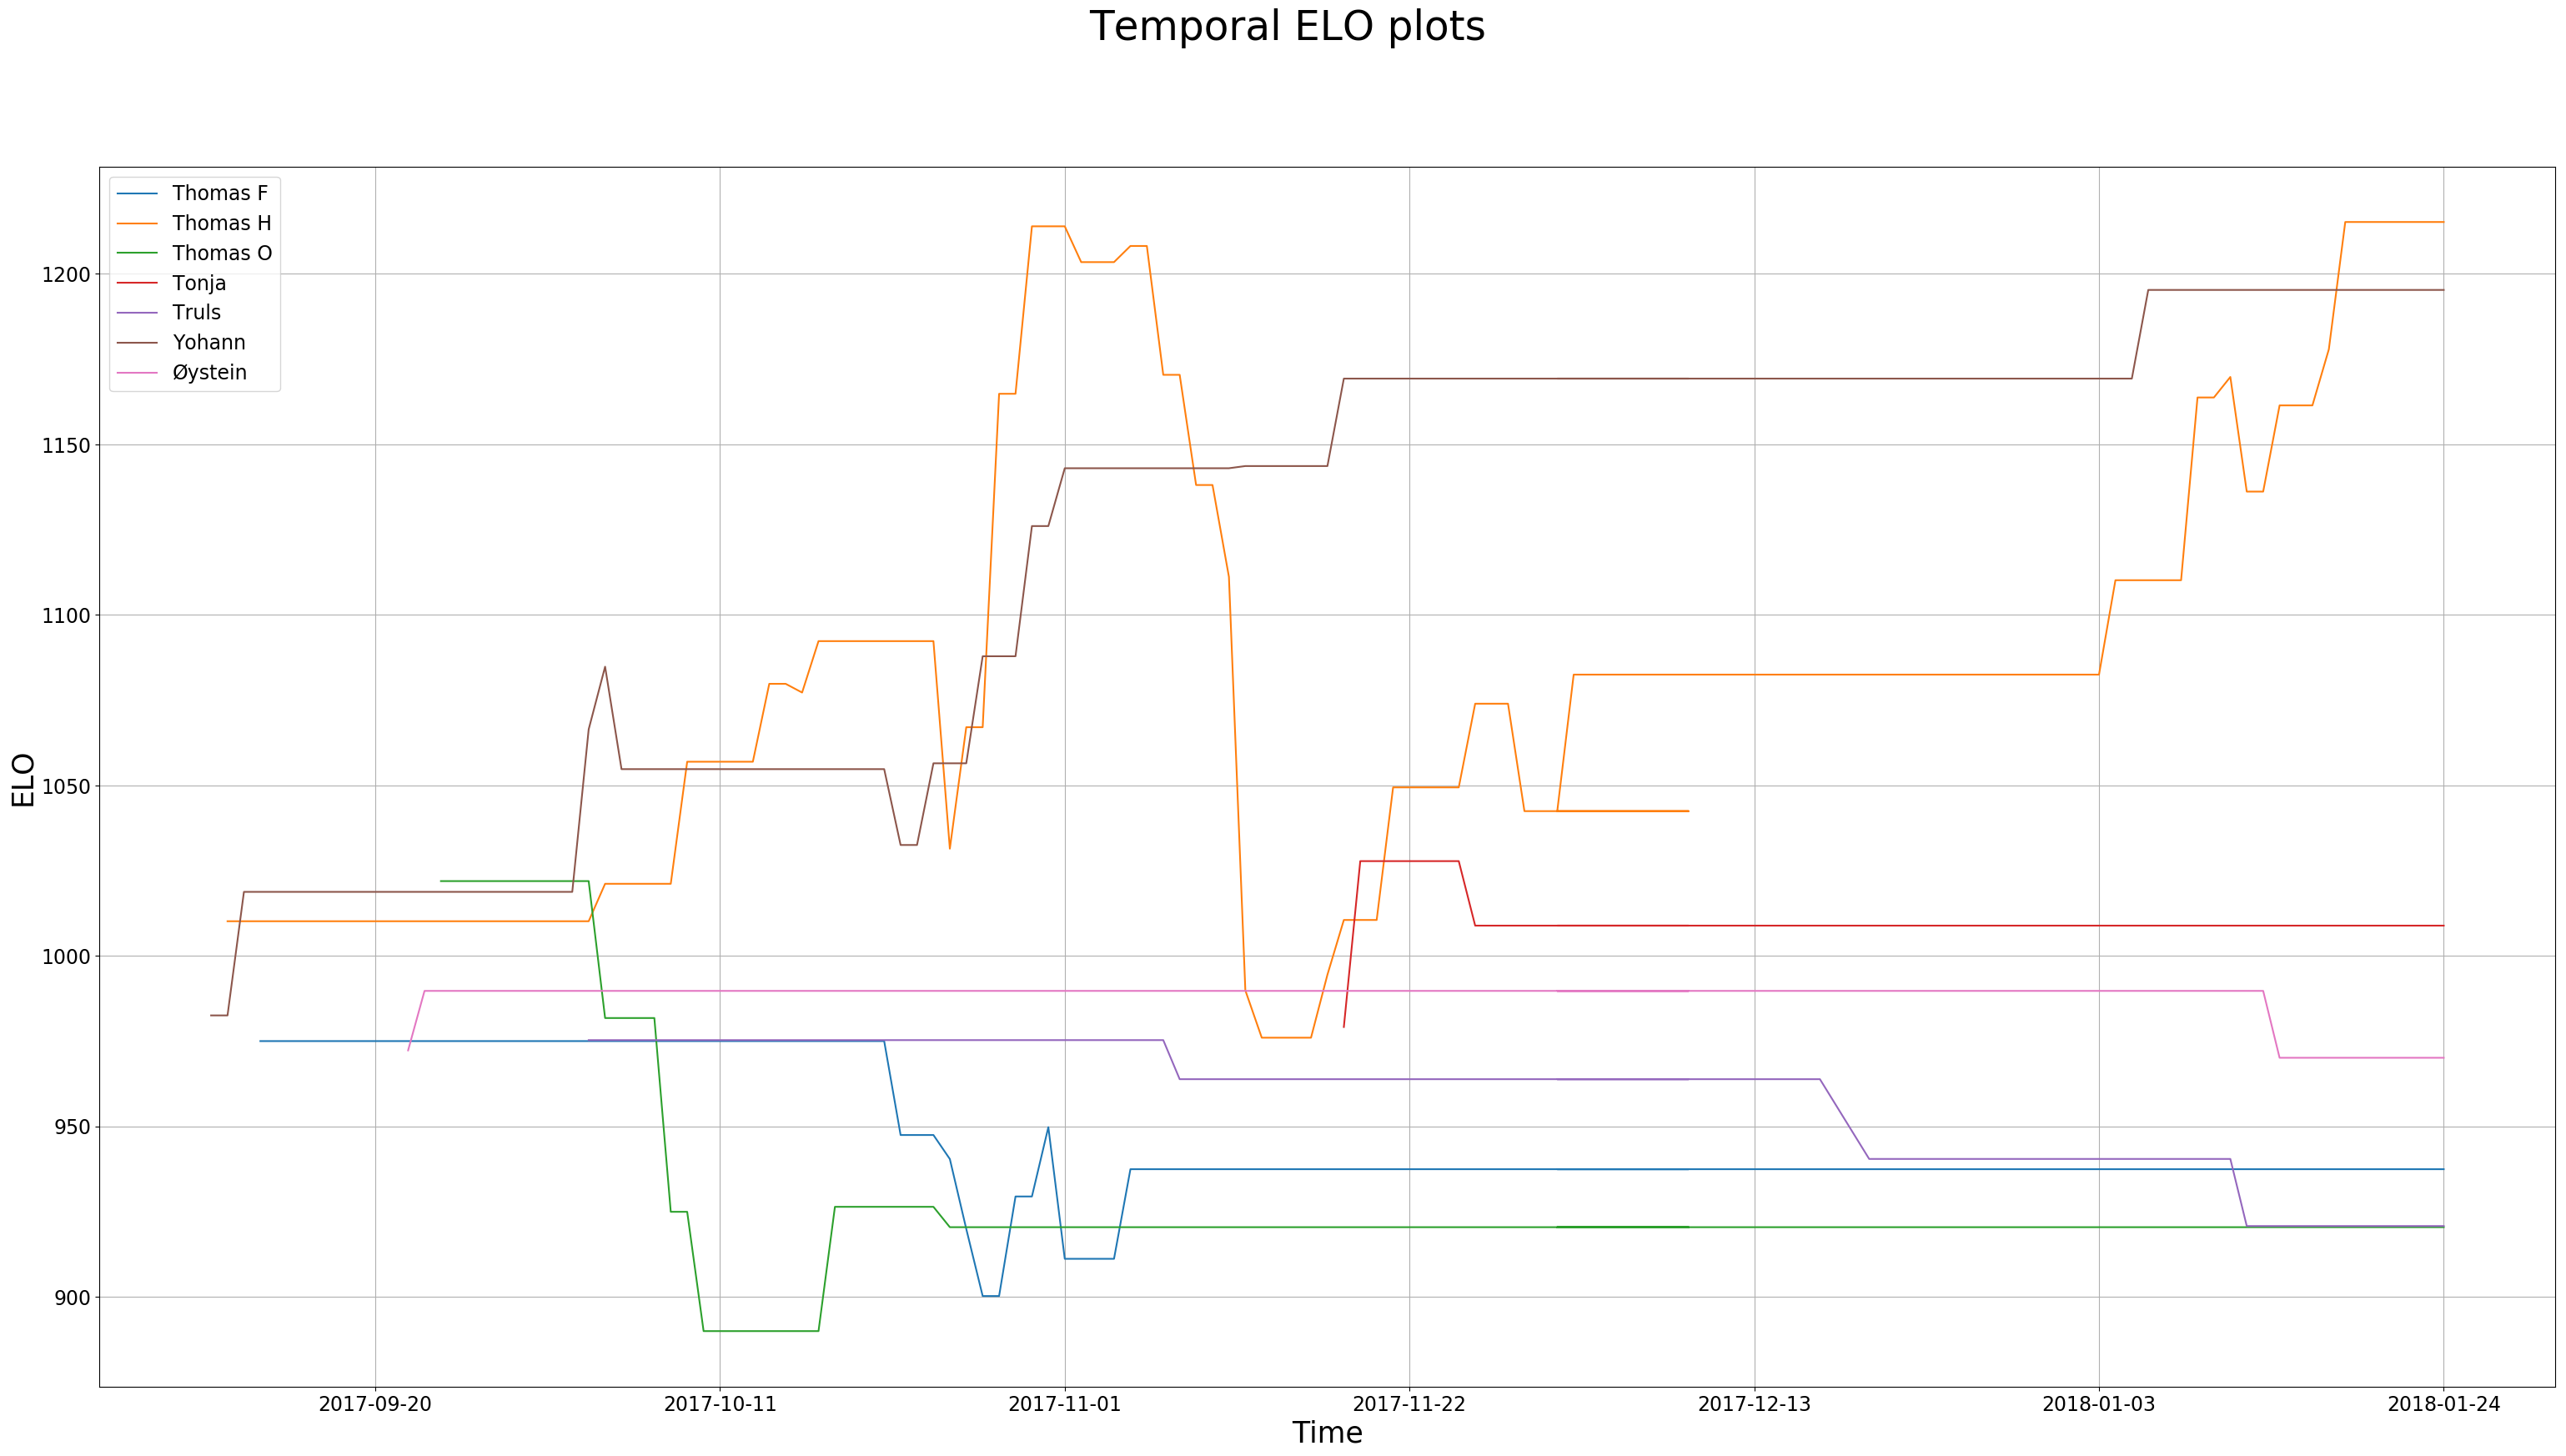 Temporal ELO plots
Thomas F
Thomas H
Thomas O
Tonja
Truls
Yohann
Øystein
ELO
1200
1150
1100
1050
1000
950
900
2017-09-20
2017-10-11
2017-11-01
2017-11-22
2017-12-13
2018-01-03
2018-01-24
Time